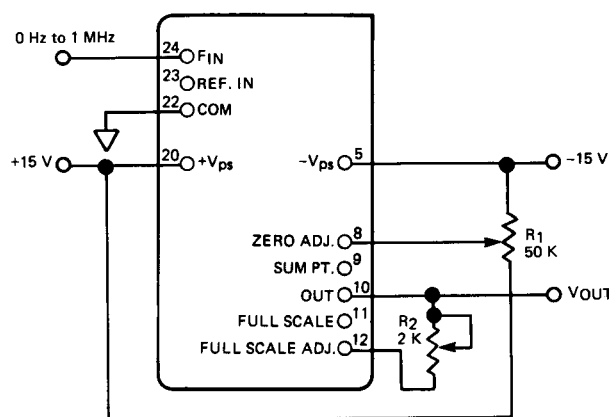 0 Hz to 1 MHz
24 FIN
23 REF. IN
22 COM
+15 V
20 +Vps
~Vps 5
~15 V
ZERO ADJ. 8
R1
50 K
SUM PT. 9
OUT 10
VOUT
FULL SCALE 11
R2
2 K
FULL SCALE ADJ. 12